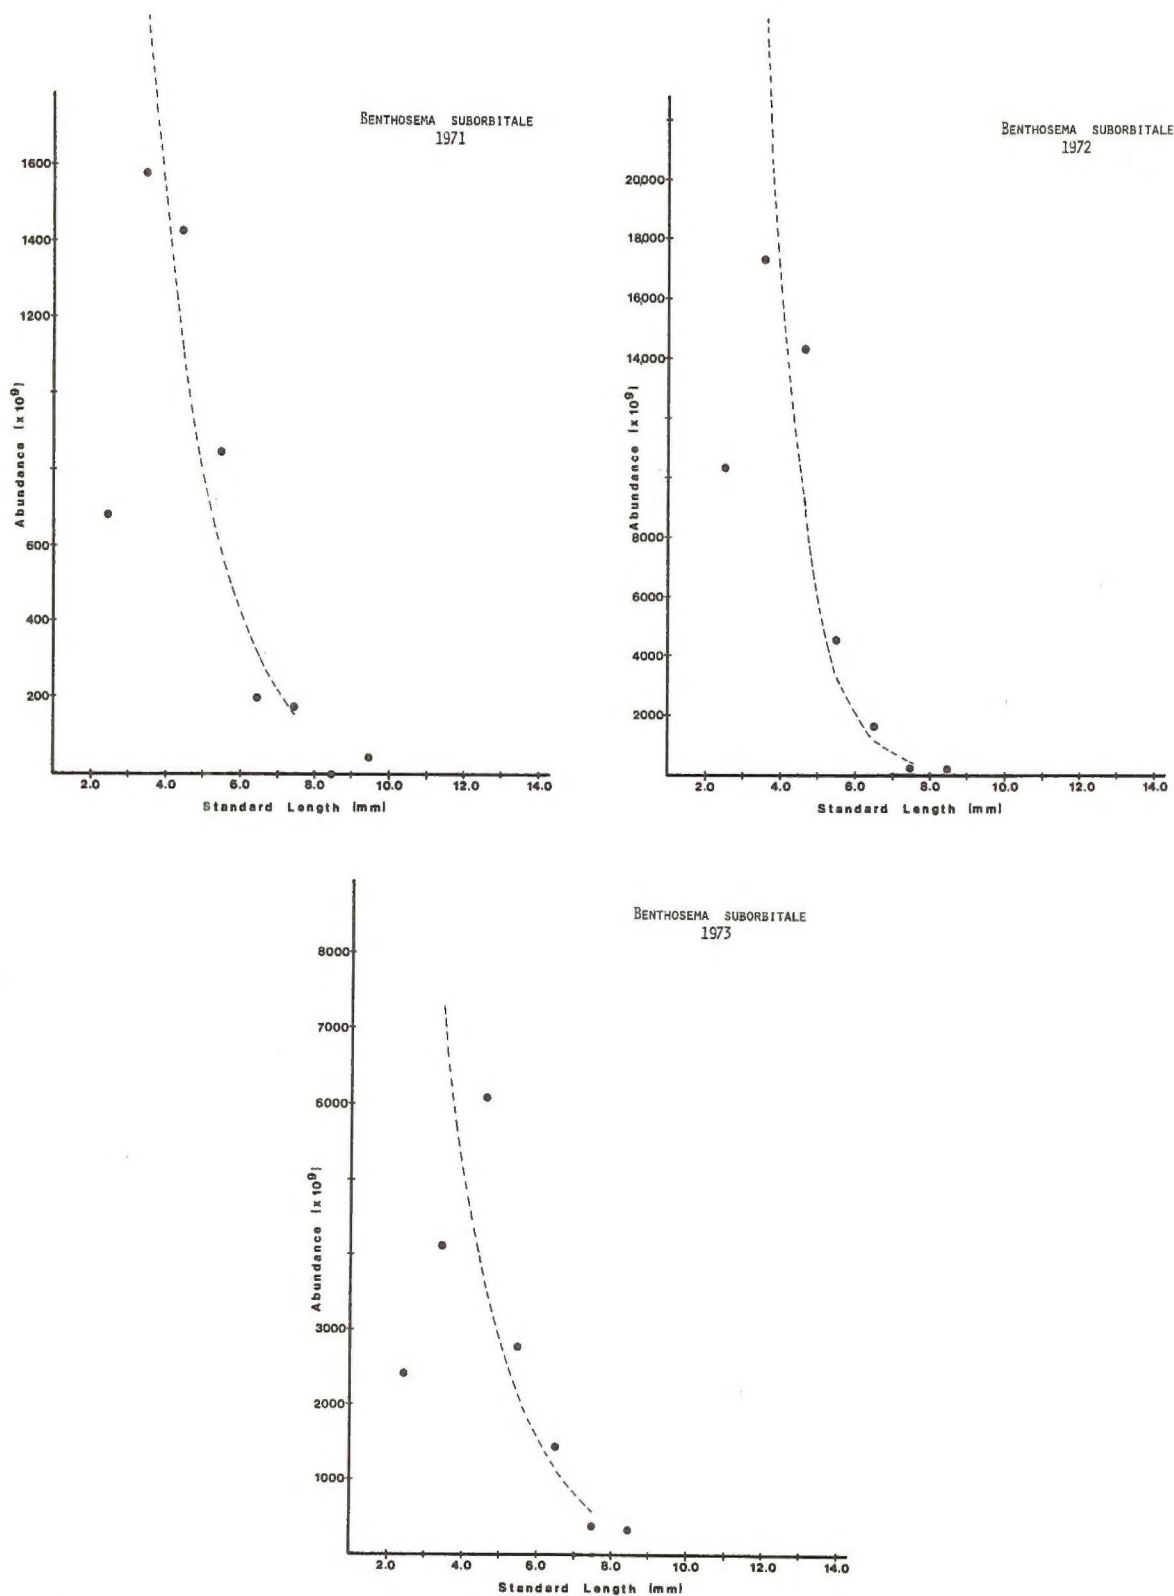 BENTHOSEMA SUBORBITALE
1971
1600
1400
1200
600
400
200
Abundance (x10⁹)
2.0 4.0 6.0 8.0 10.0 12.0 14.0
Standard Length (mm)
BENTHOSEMA SUBORBITALE
1972
20,000
18,000
16,000
14,000
8000
6000
4000
2000
Abundance (x10⁹)
2.0 4.0 6.0 8.0 10.0 12.0 14.0
Standard Length (mm)
BENTHOSEMA SUBORBITALE
1973
8000
7000
6000
3000
2000
1000
Abundance (x10⁹)
2.0 4.0 6.0 8.0 10.0 12.0 14.0
Standard Length (mm)